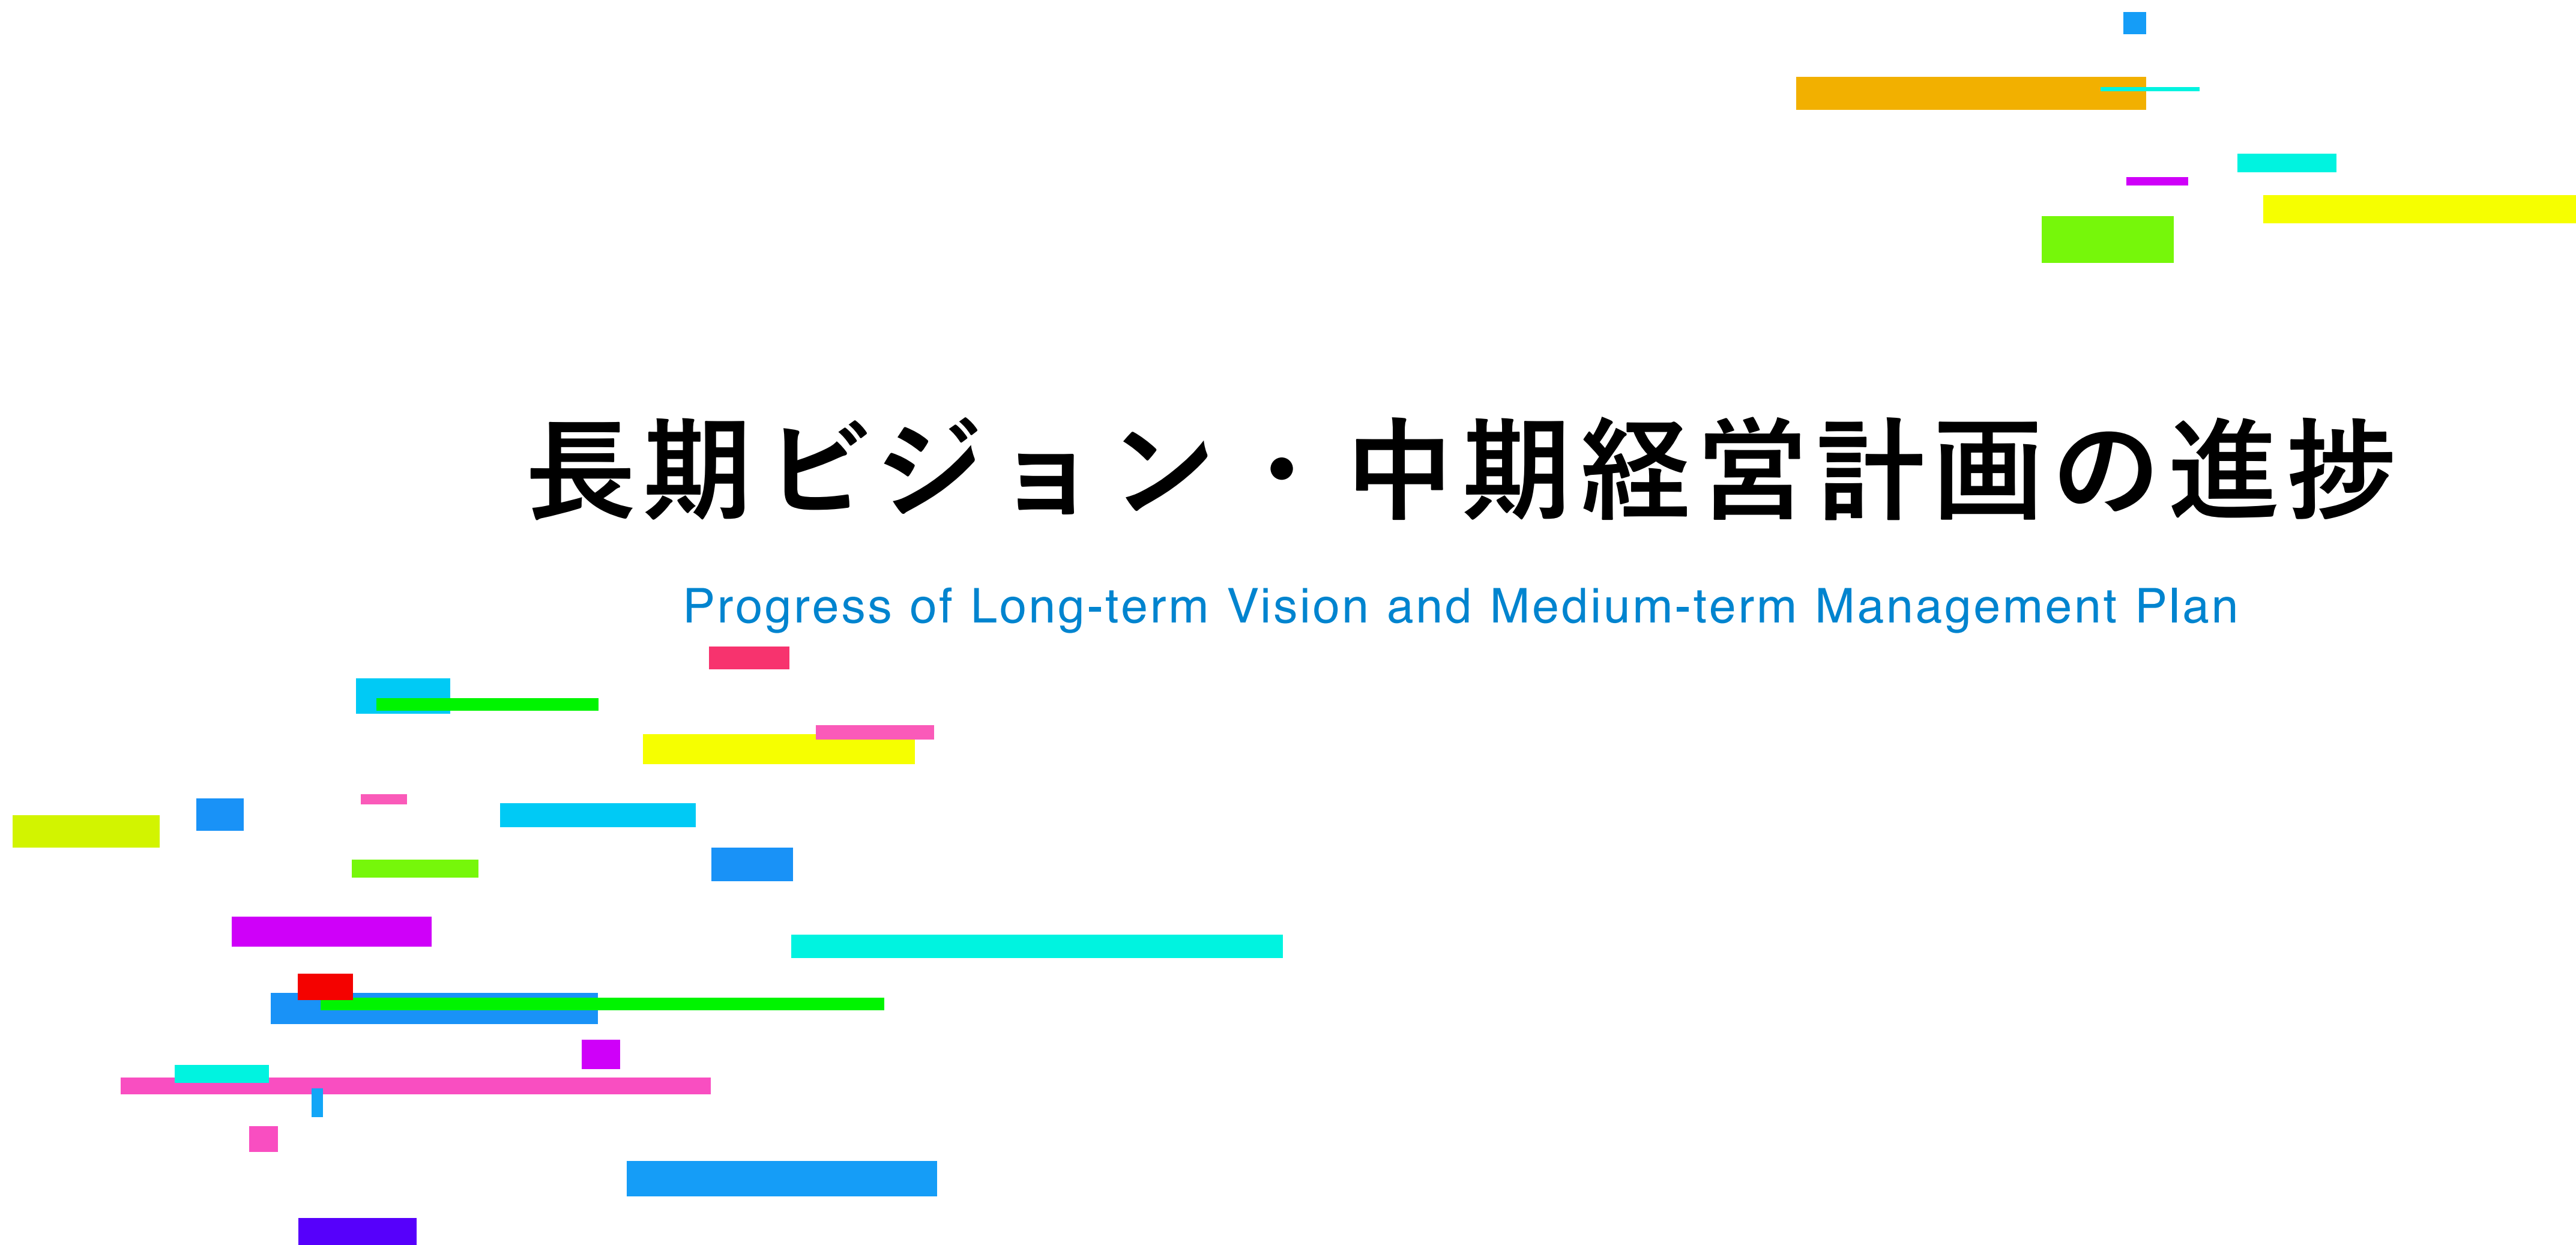 長期ビジョン・中期経営計画の進捗
Progress of Long-term Vision and Medium-term Management Plan